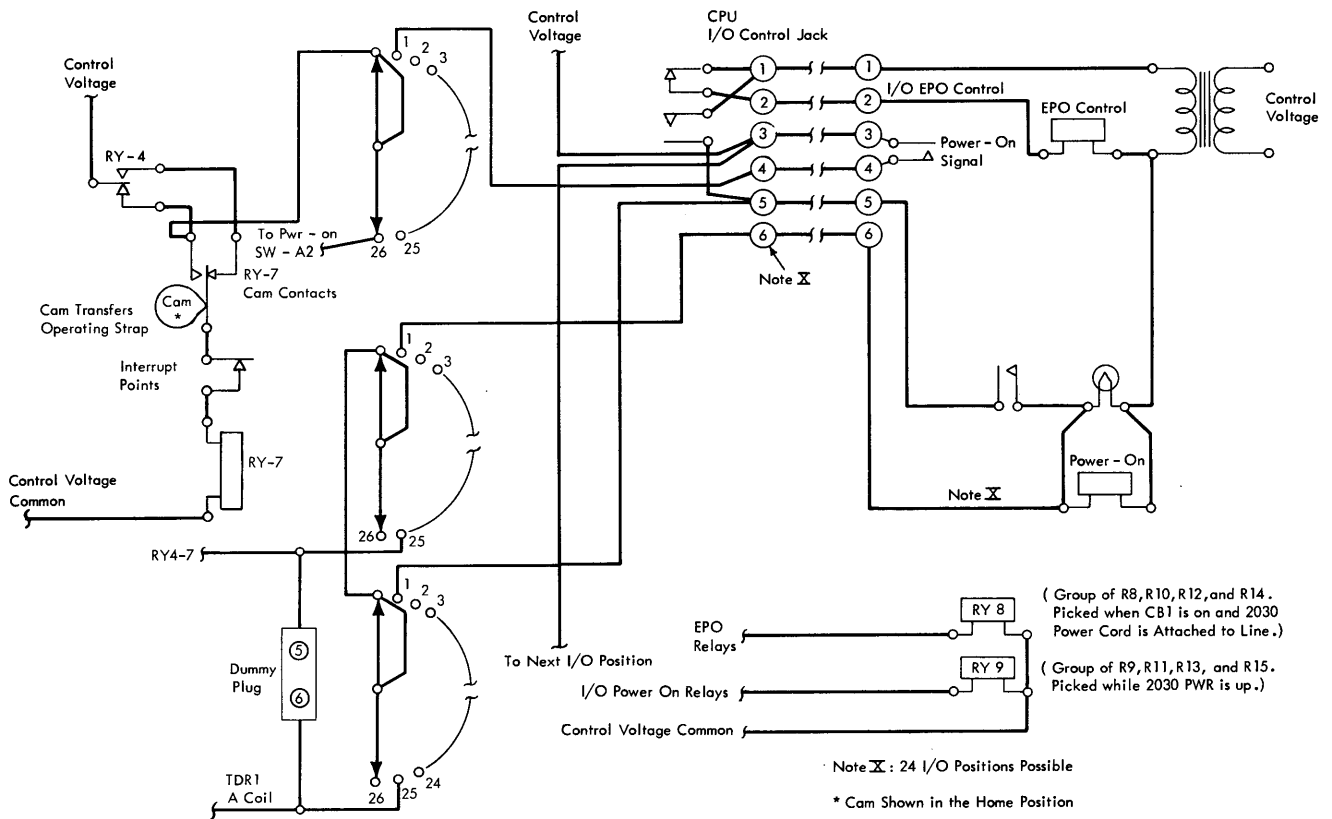 Control
Voltage
RY-4
To Pwr-on
SW-A2
26
25
1
2
3
RY-7
Cam Contacts
Cam
*
Cam Transfers
Operating Strap
Interrupt
Points
RY-7
Control Voltage
Common
1
2
3
26
25
RY4-7
Dummy
Plug
5
6
1
2
3
24
25
26
TDR1
A Coil
Control
Voltage
CPU
I/O Control Jack
1
1
2
2
I/O EPO Control
3
3
Power-On
Signal
4
4
5
5
6
6
Note X
EPO Control
Control
Voltage
Power-On
Note X
To Next I/O Position
EPO
Relays
RY 8
( Group of R8, R10, R12, and R14.
Picked when CB1 is on and 2030
Power Cord is Attached to Line.)
I/O Power On Relays
RY 9
(Group of R9, R11, R13, and R15.
Picked while 2030 PWR is up.)
Control Voltage Common
Note X: 24 I/O Positions Possible
* Cam Shown in the Home Position